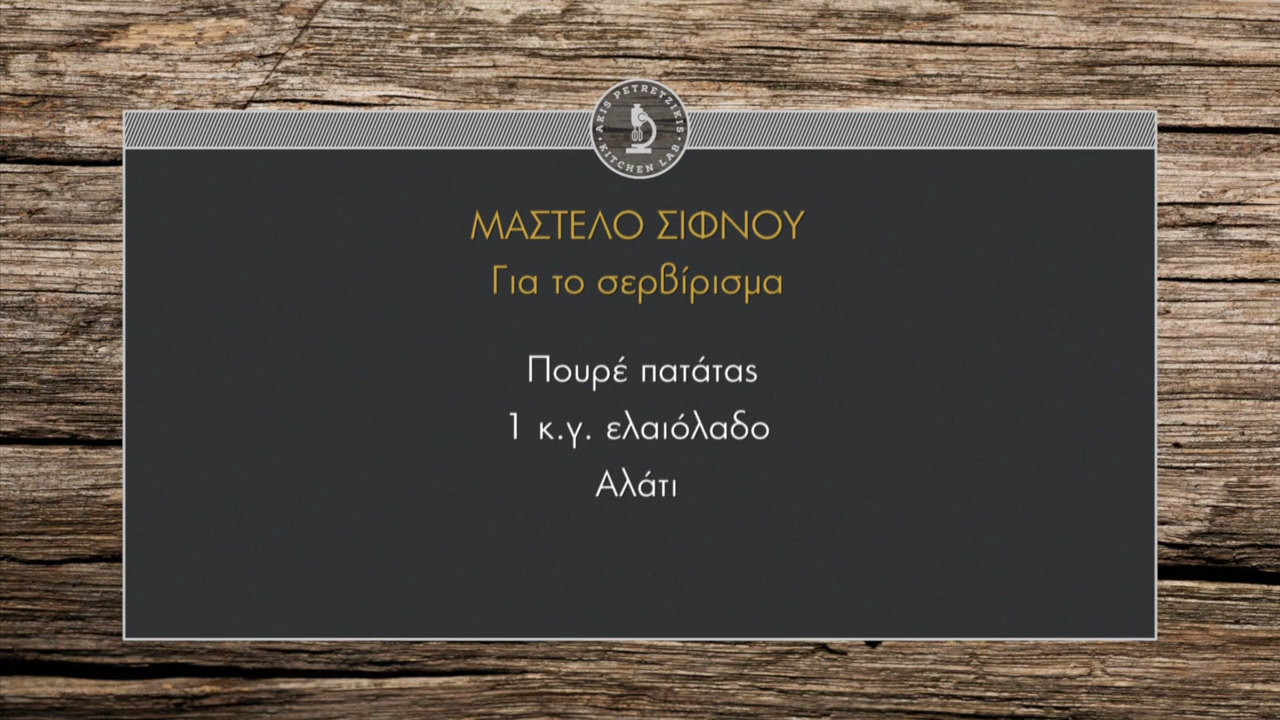 AKIS PETRETZIKIS
KITCHEN LAB
ΜΑΣΤΕΛΟ ΣΙΦΝΟΥ
Για το σερβίρισμα
Πουρέ πατάτας
1 κ.γ. ελαιόλαδο
Αλάτι